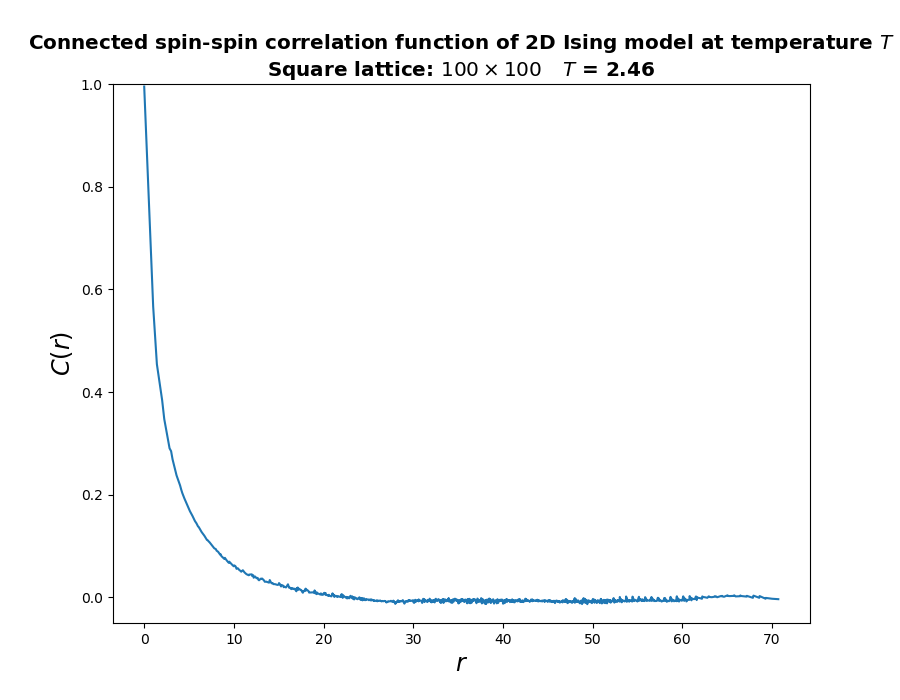 Connected spin-spin correlation function of 2D Ising model at temperature T
Square lattice: 100 × 100 T = 2.46
1.0
0.8
0.6
0.4
0.2
0.0
C(r)
0 10 20 30 40 50 60 70
r